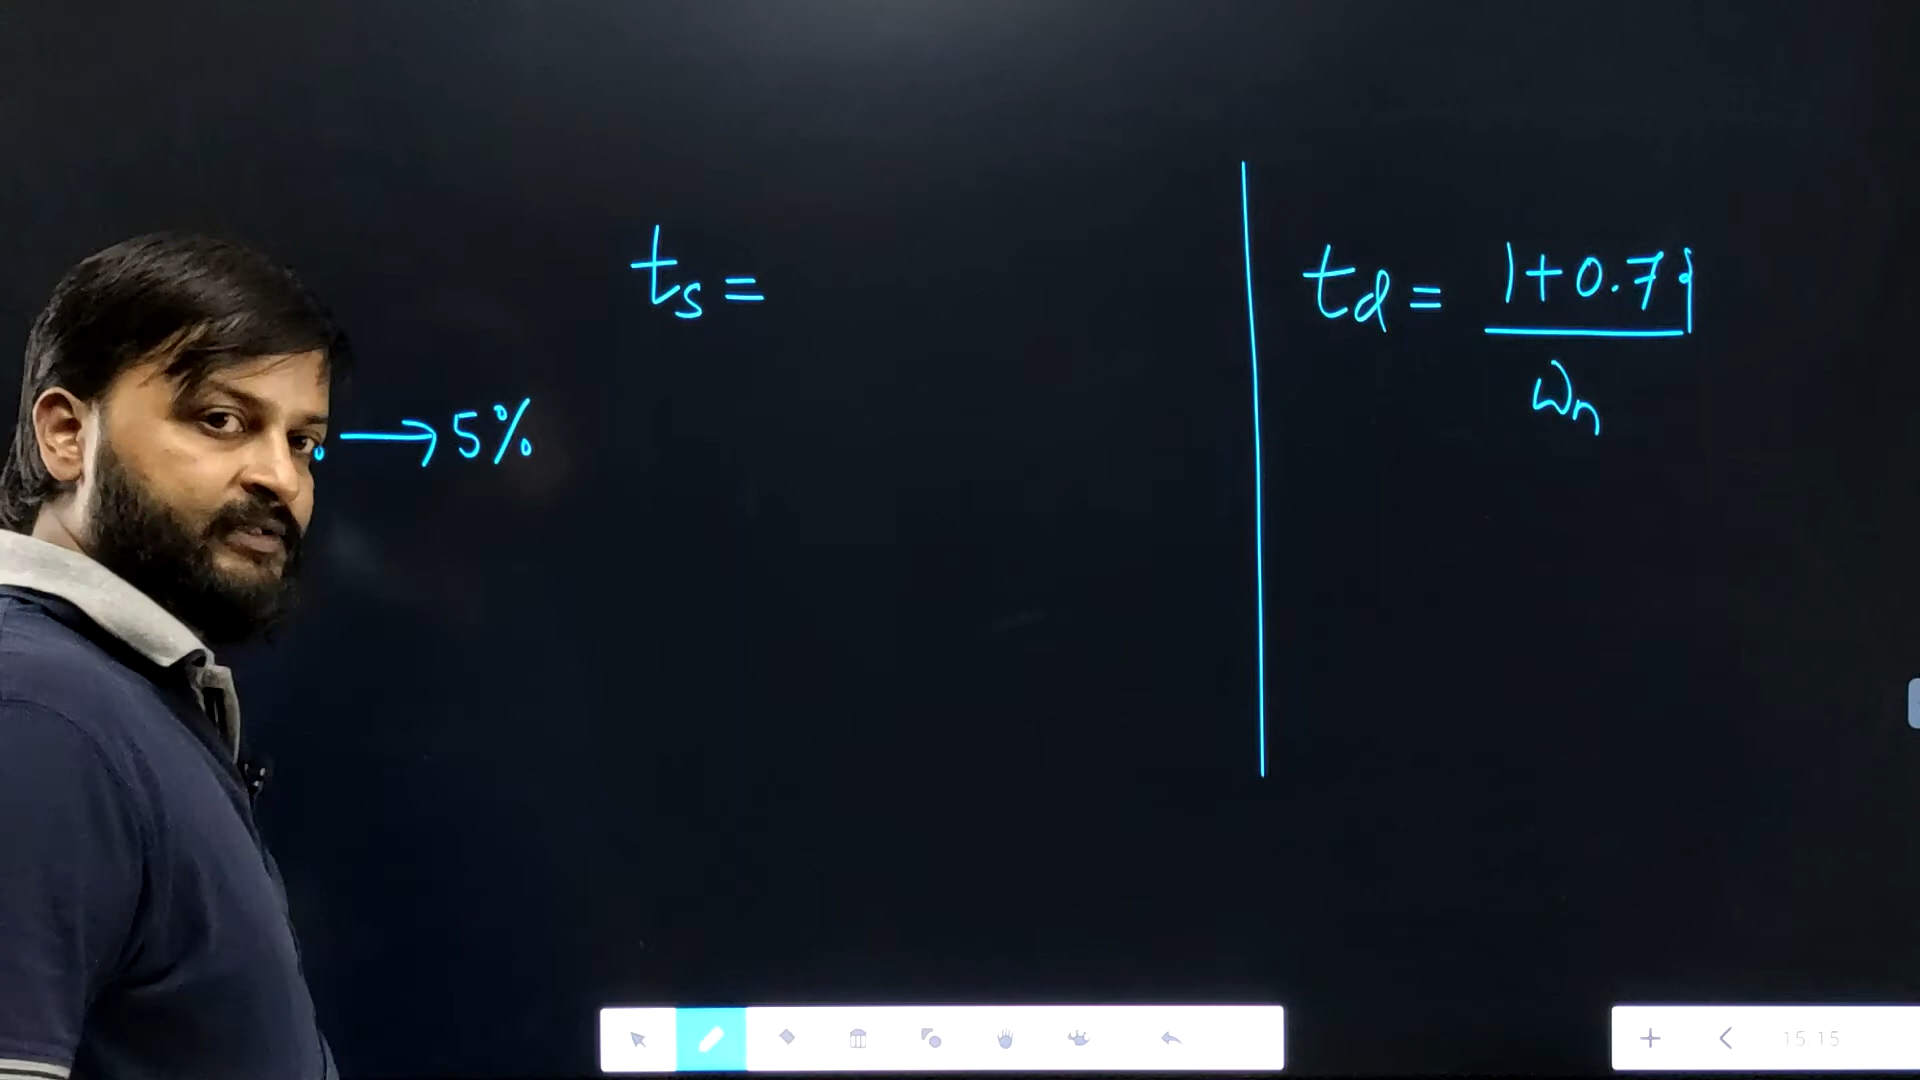 ts =
→ 5%
td = 1+0.7ξ
ωn
15 15